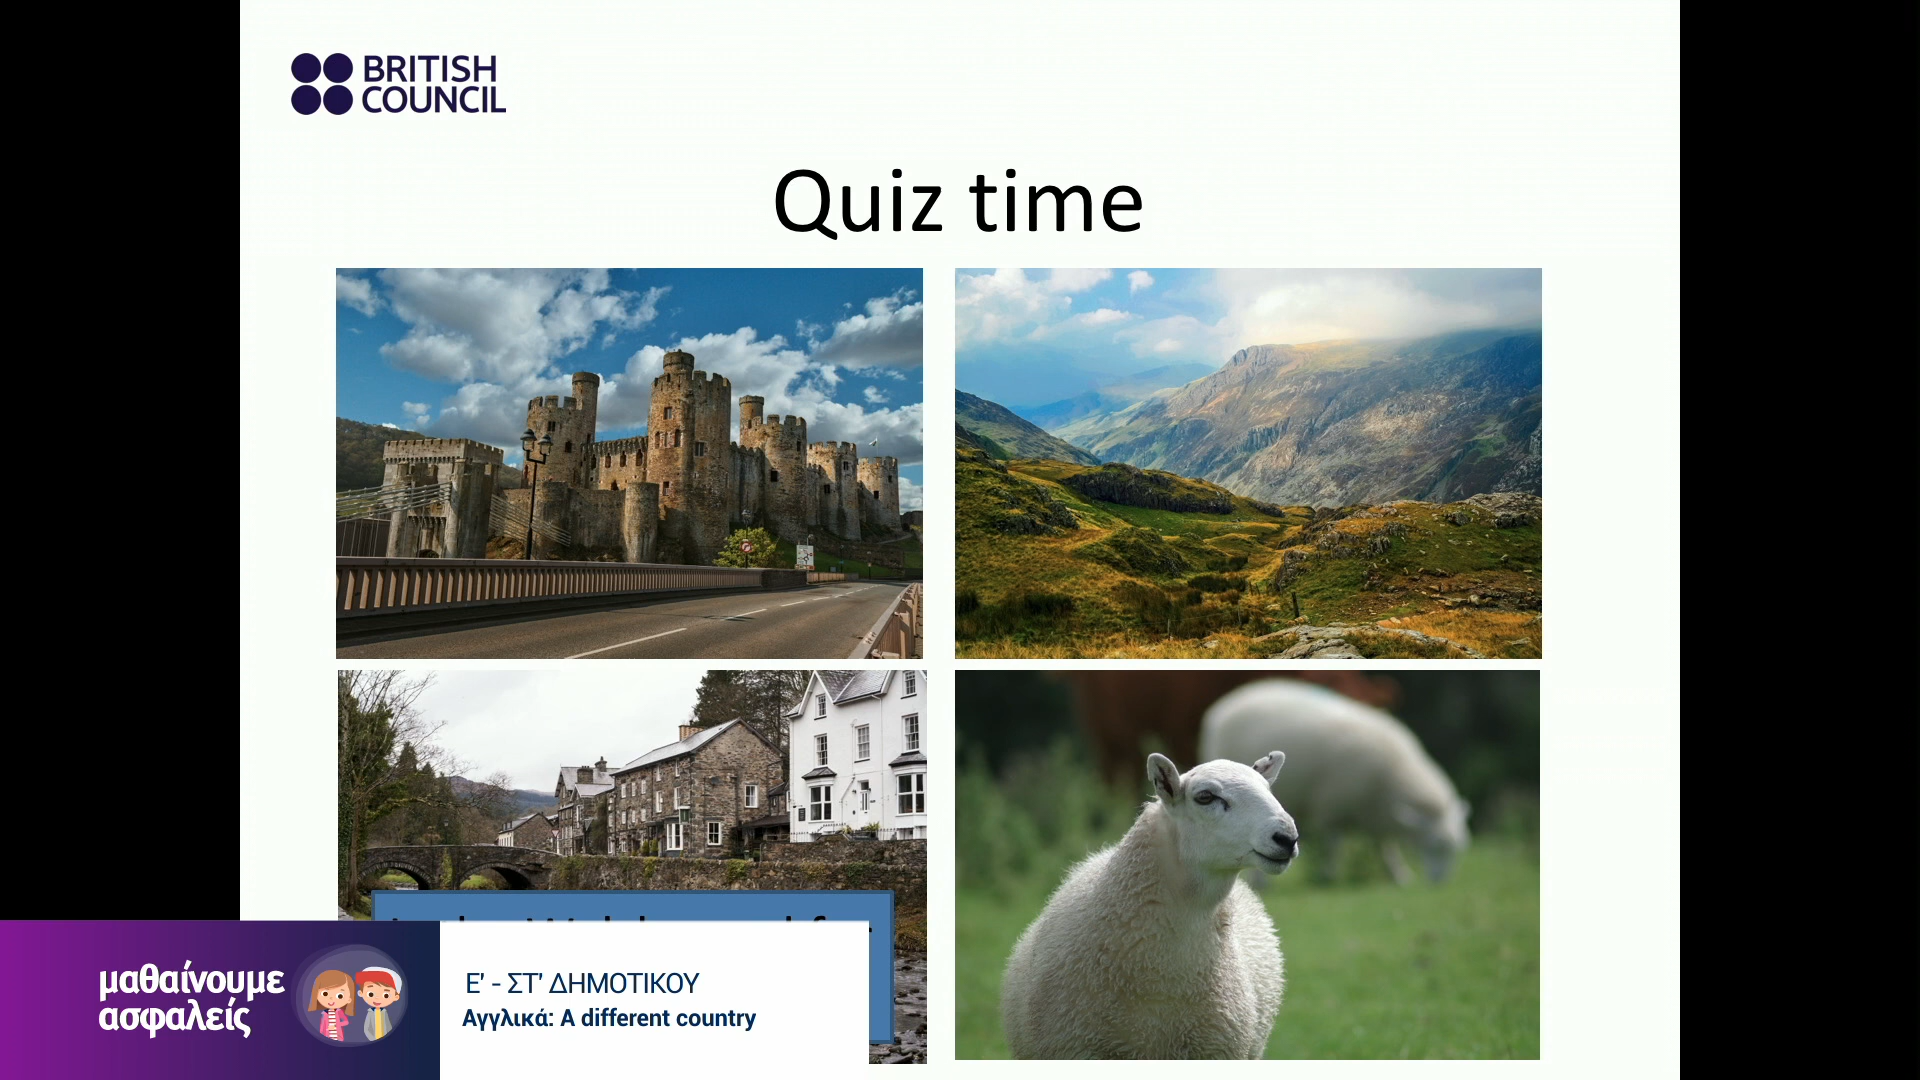 BRITISH
COUNCIL
Quiz time
μαθαίνουμε
ασφαλείς
Ε' - ΣΤ' ΔΗΜΟΤΙΚΟΥ
Αγγλικά: A different country